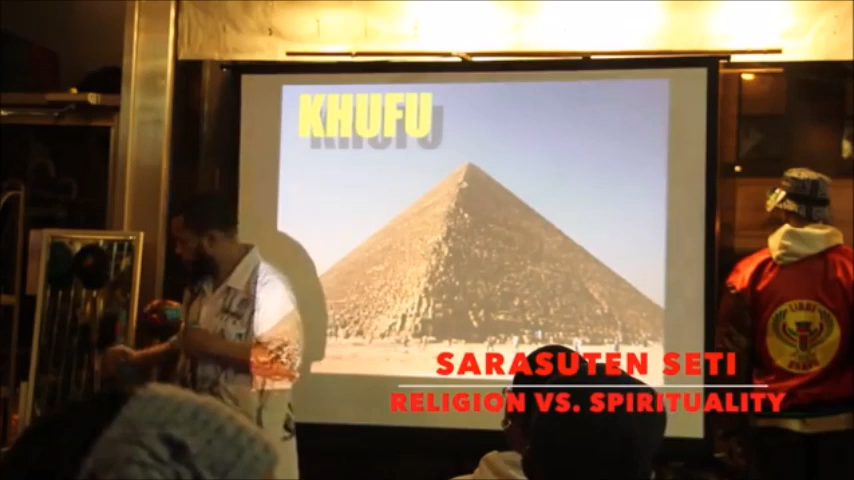 KHUFU
SARASUTEN SETI
RELIGION VS. SPIRITUALITY